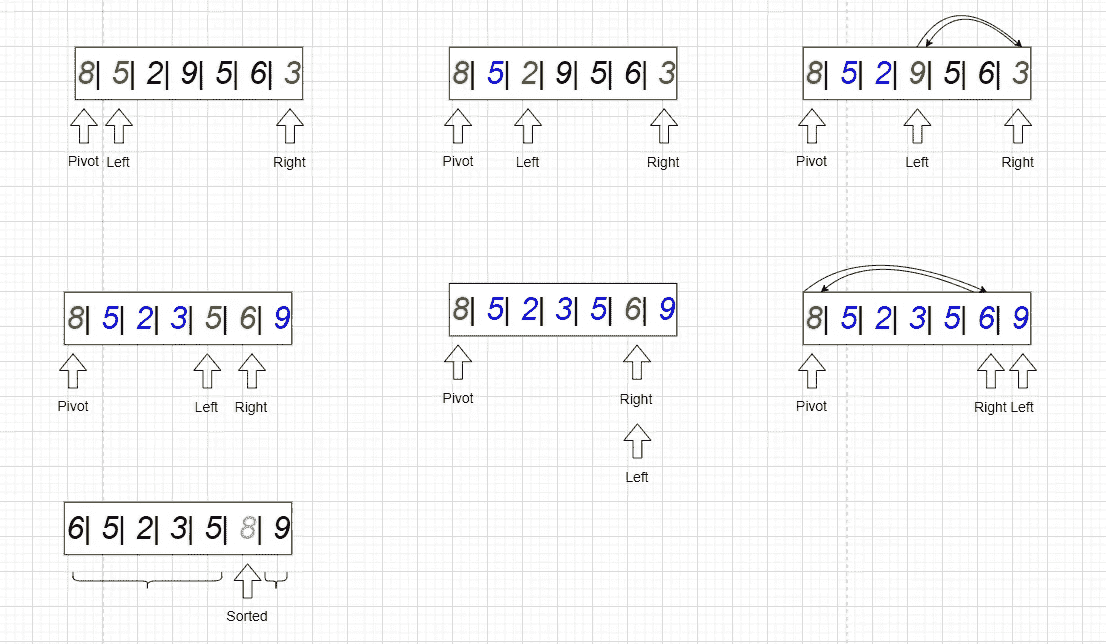 8| 5| 2| 9| 5| 6| 3
Pivot Left Right
8| 5| 2| 9| 5| 6| 3
Pivot Left Right
8| 5| 2| 9| 5| 6| 3
Pivot Left Right
8| 5| 2| 3| 5| 6| 9
Pivot Left Right
8| 5| 2| 3| 5| 6| 9
Pivot Right
Left
8| 5| 2| 3| 5| 6| 9
Pivot Right Left
6| 5| 2| 3| 5| 8| 9
Sorted